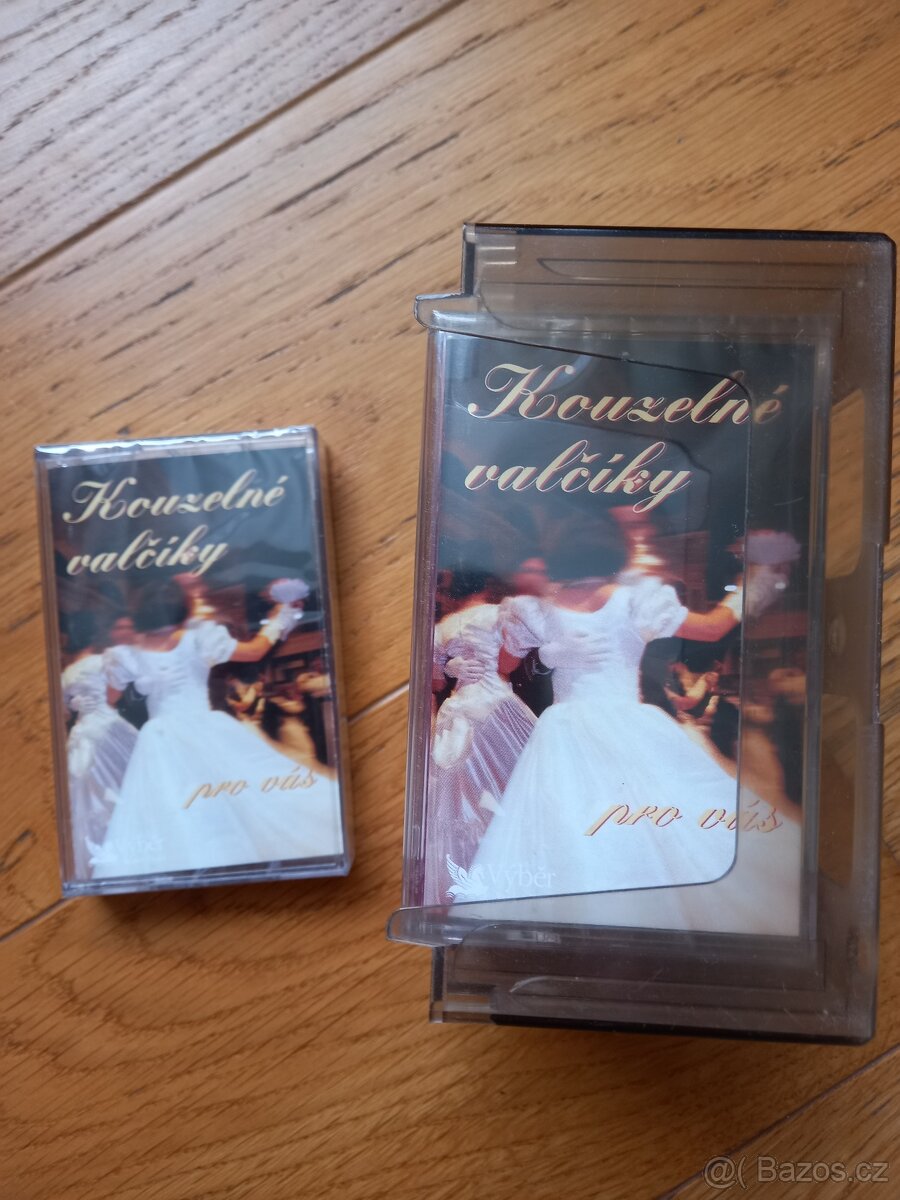 Kouzelné
valčíky
pro vás
Výběr
Kouzelné
valčíky
pro vás
Výběr
@( Bazos.cz